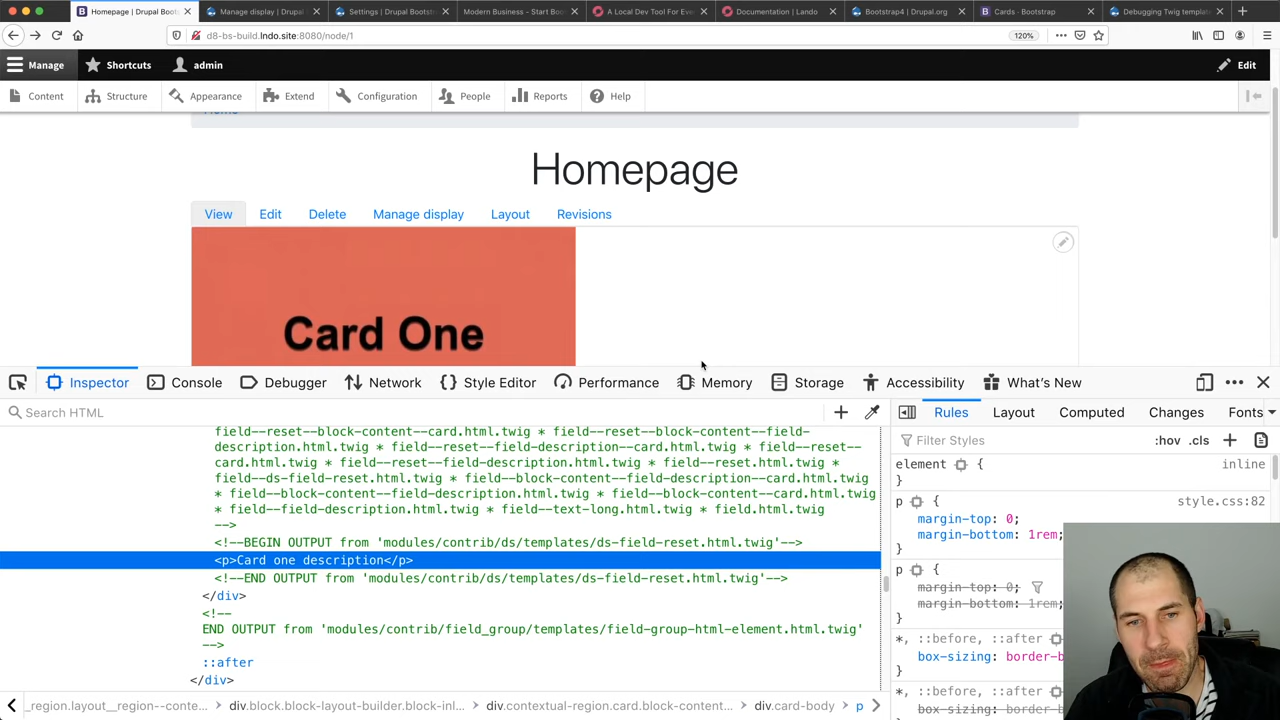 Homepage | Drupal Boots
Manage display | Drupal
Settings | Drupal Bootstr
Modern Business - Start Boo
A Local Dev Tool For Eve
Documentation | Lando
Bootstrap4 | Drupal.org
Cards · Bootstrap
Debugging Twig template
d8-bs-build.lndo.site:8080/node/1
120%
Manage
Shortcuts
admin
Edit
Content
Structure
Appearance
Extend
Configuration
People
Reports
Help
Home
Homepage
View
Edit
Delete
Manage display
Layout
Revisions
Card One
Inspector
Console
Debugger
Network
Style Editor
Performance
Memory
Storage
Accessibility
What's New
Search HTML
Rules
Layout
Computed
Changes
Fonts
field--reset--block-content--card.html.twig * field--reset--block-content--field-
description.html.twig * field--reset--field-description--card.html.twig * field--reset--
card.html.twig * field--reset--field-description.html.twig * field--reset.html.twig *
field--ds-field-reset.html.twig * field--block-content--field-description--card.html.twig
* field--block-content--field-description.html.twig * field--block-content--card.html.twig
* field--field-description.html.twig * field--text-long.html.twig * field.html.twig
-->
<!--BEGIN OUTPUT from 'modules/contrib/ds/templates/ds-field-reset.html.twig'-->
<p>Card one description</p>
<!--END OUTPUT from 'modules/contrib/ds/templates/ds-field-reset.html.twig'-->
</div>
<!--
END OUTPUT from 'modules/contrib/field_group/templates/field-group-html-element.html.twig'
-->
::after
</div>
Filter Styles
:hov .cls
element {
inline
}
p {
style.css:82
margin-top: 0;
margin-bottom: 1rem;
}
p {
margin-top: 0;
margin-bottom: 1rem;
}
*, ::before, ::after
box-sizing: border-b
}
*, ::before, ::after
box-sizing: border-b
_region.layout__region--conte...
div.block.block-layout-builder.block-inl...
div.contextual-region.card.block-content...
div.card-body
p